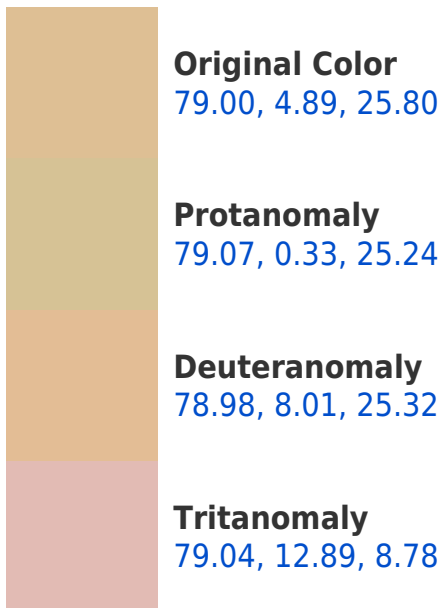 Original Color
79.00, 4.89, 25.80
Protanomaly
79.07, 0.33, 25.24
Deuteranomaly
78.98, 8.01, 25.32
Tritanomaly
79.04, 12.89, 8.78